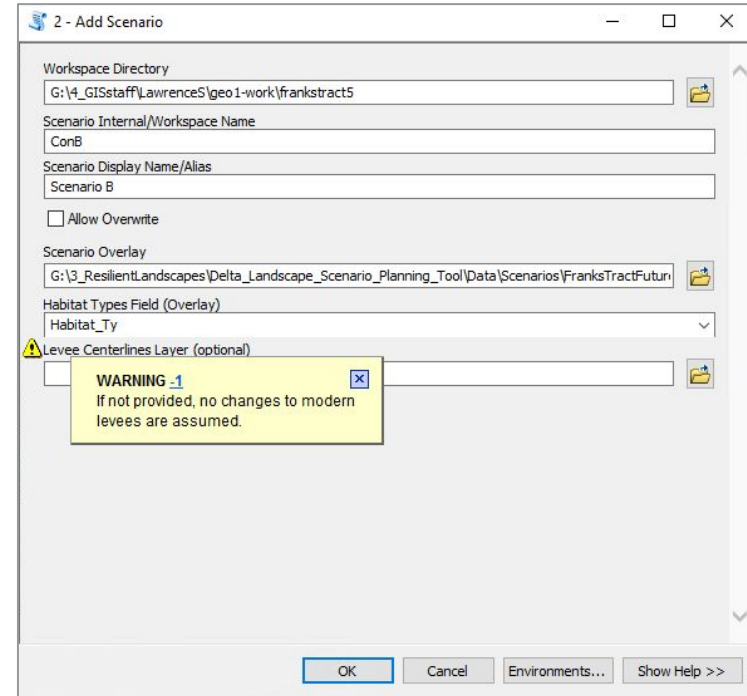 2 - Add Scenario
Workspace Directory
G:\4_GISstaff\LawrenceS\geo1-work\frankstract5
Scenario Internal/Workspace Name
ConB
Scenario Display Name/Alias
Scenario B
Allow Overwrite
Scenario Overlay
G:\3_ResilientLandscapes\Delta_Landscape_Scenario_Planning_Tool\Data\Scenarios\FranksTractFutur
Habitat Types Field (Overlay)
Habitat_Ty
Levee Centerlines Layer (optional)
WARNING -1
If not provided, no changes to modern
levees are assumed.
OK Cancel Environments... Show Help >>